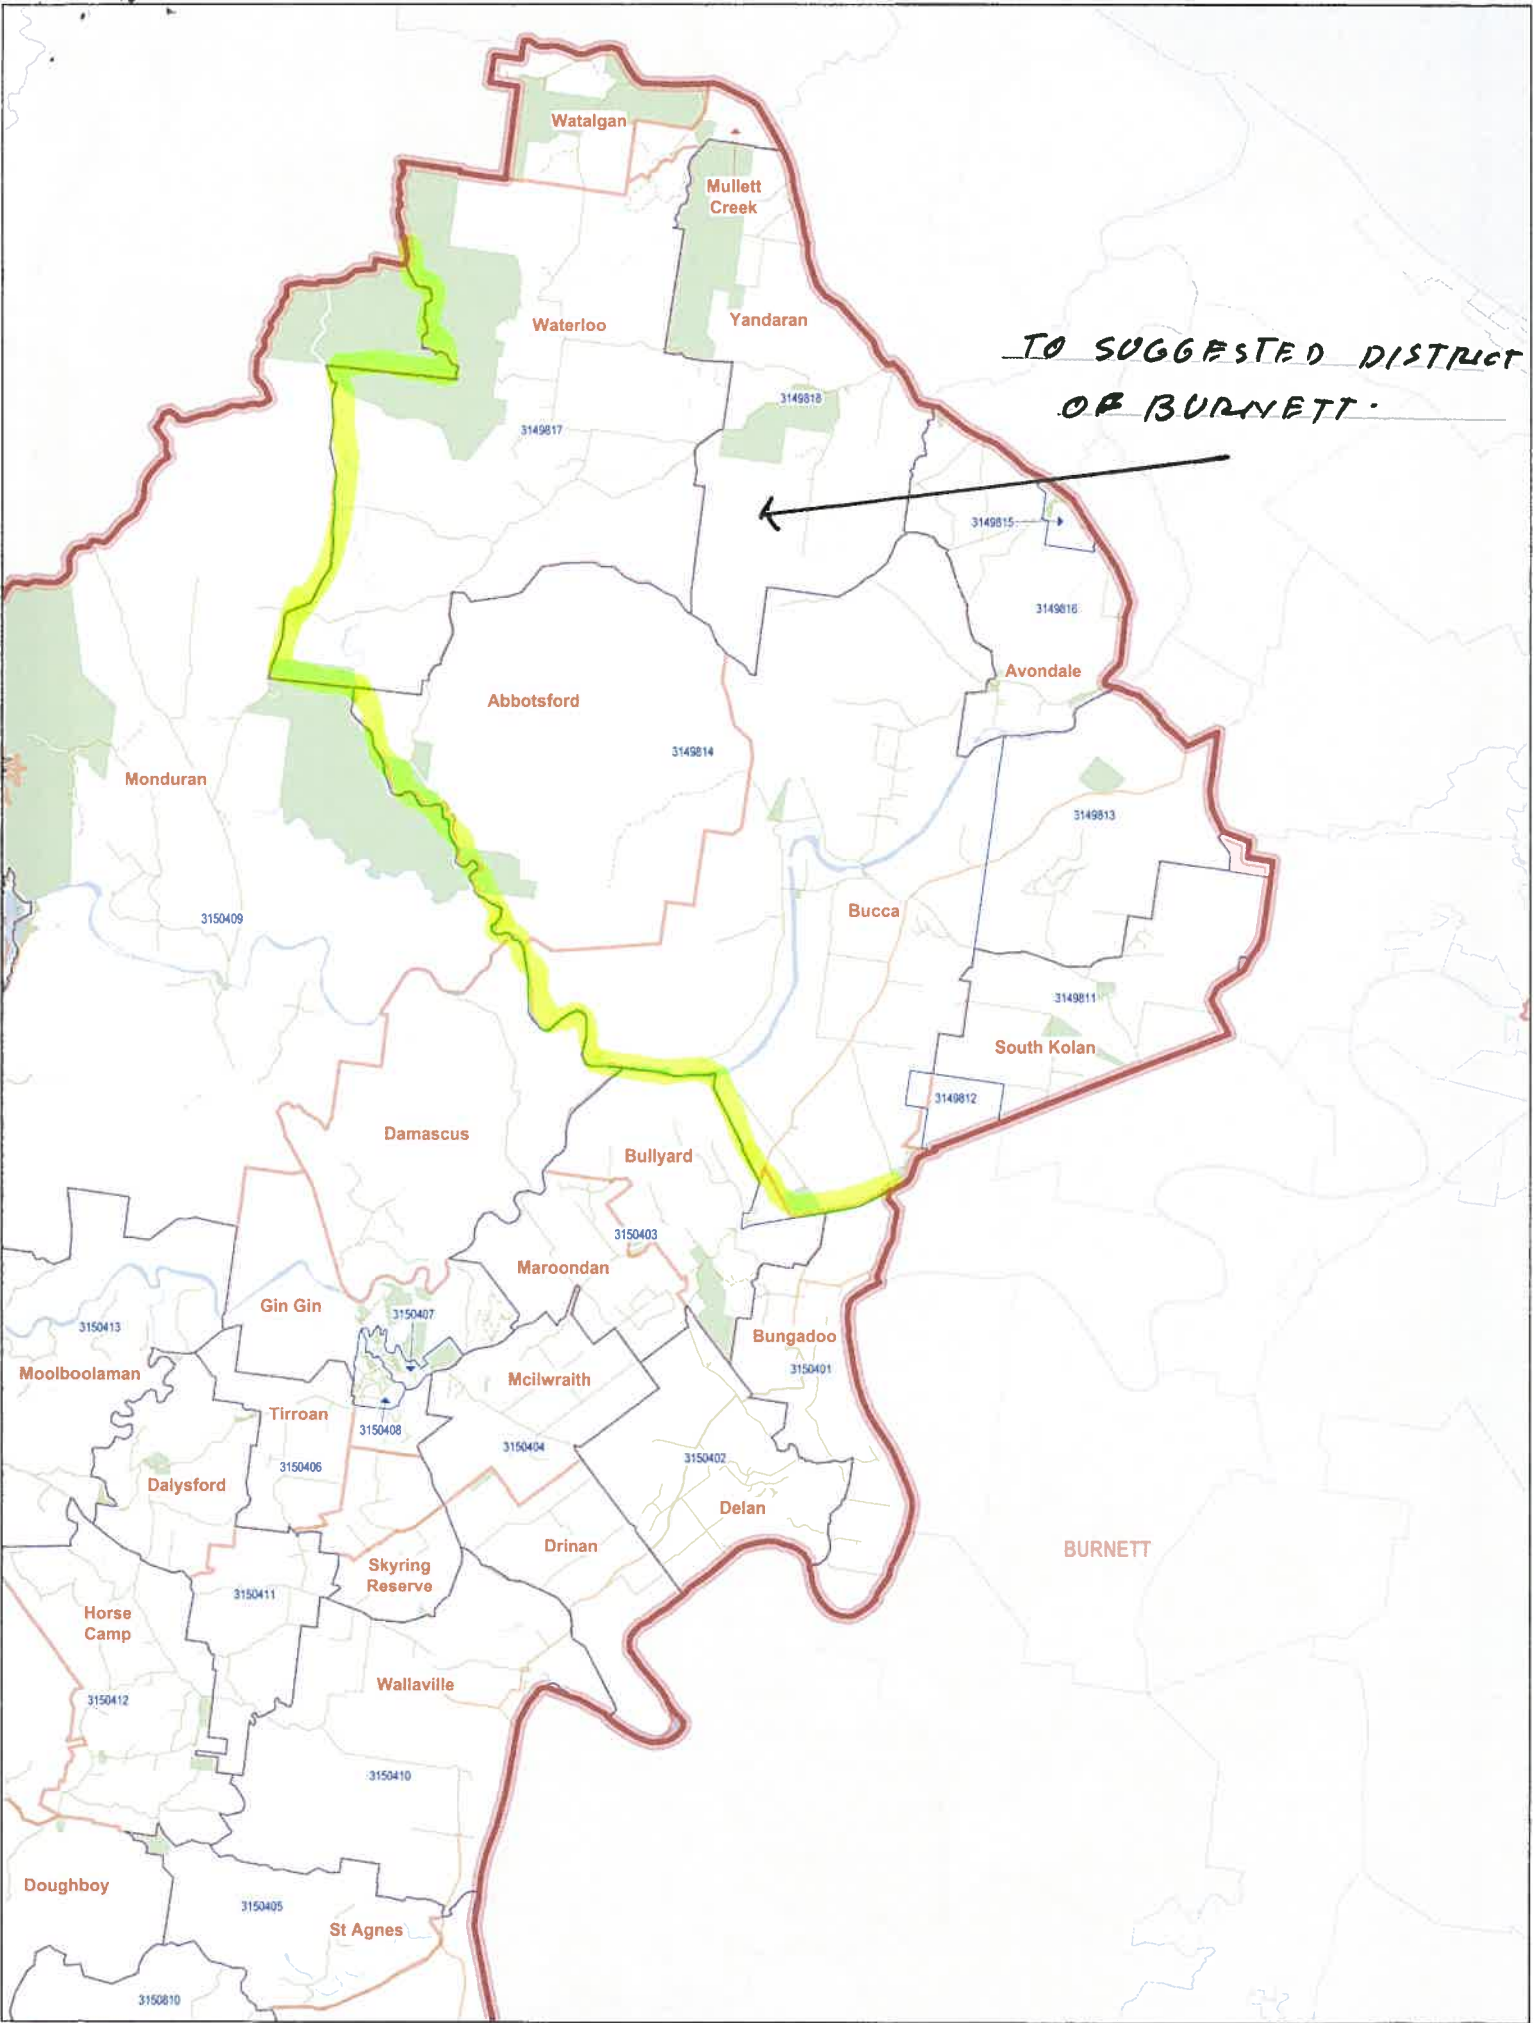 Watalgan
Mullett
Creek
Waterloo
Yandaran
TO SUGGESTED DISTRICT
OF BURNETT.
3149818
3149817
3149815
3149816
Avondale
Abbotsford
3149814
Monduran
3149813
3150409
Bucca
3149811
South Kolan
3149812
Damascus
Bullyard
3150403
Maroondan
Gin Gin
3150407
3150413
Bungadoo
3150401
Moolboolaman
Mcilwraith
Tirroan
3150408
3150404
3150402
3150406
Dalysford
Delan
Drinan
BURNETT
Skyring
Reserve
3150411
Horse
Camp
Wallaville
3150412
3150410
Doughboy
3150405
St Agnes
3150810